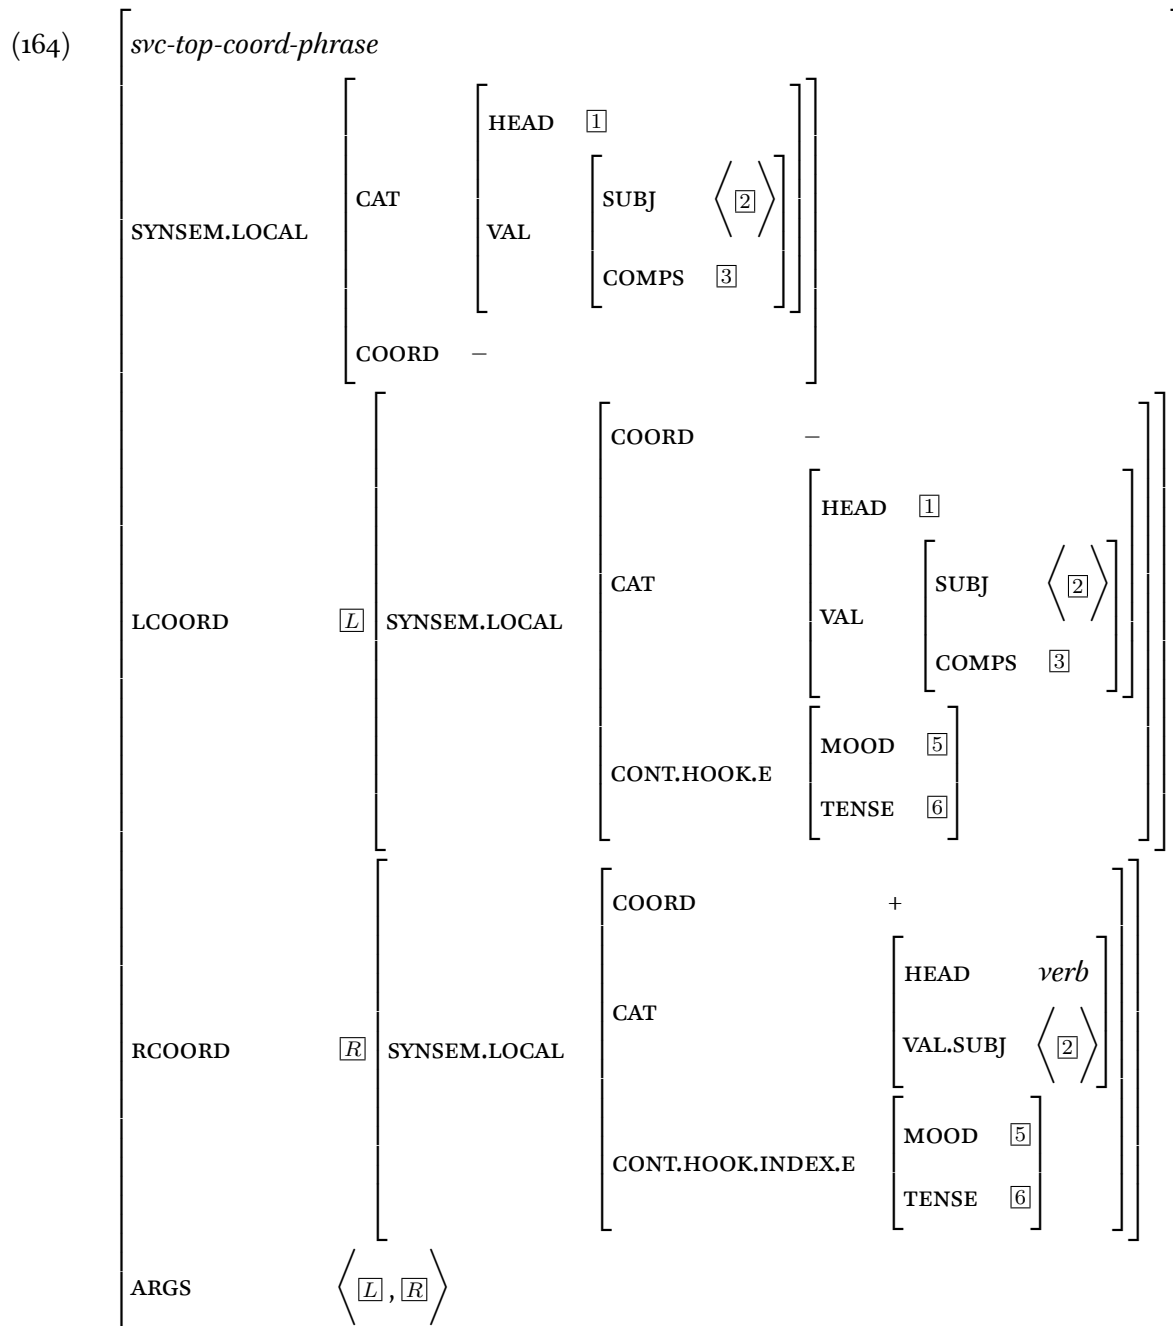 (164)
svc-top-coord-phrase
HEAD 1
SUBJ ⟨ 2 ⟩
CAT
SYNSEM.LOCAL
VAL
COMPS 3
COORD −
COORD −
HEAD 1
SUBJ ⟨ 2 ⟩
CAT
LCOORD L SYNSEM.LOCAL
VAL
COMPS 3
MOOD 5
CONT.HOOK.E
TENSE 6
COORD +
HEAD verb
CAT
RCOORD R SYNSEM.LOCAL
VAL.SUBJ ⟨ 2 ⟩
MOOD 5
CONT.HOOK.INDEX.E
TENSE 6
ARGS ⟨ L , R ⟩